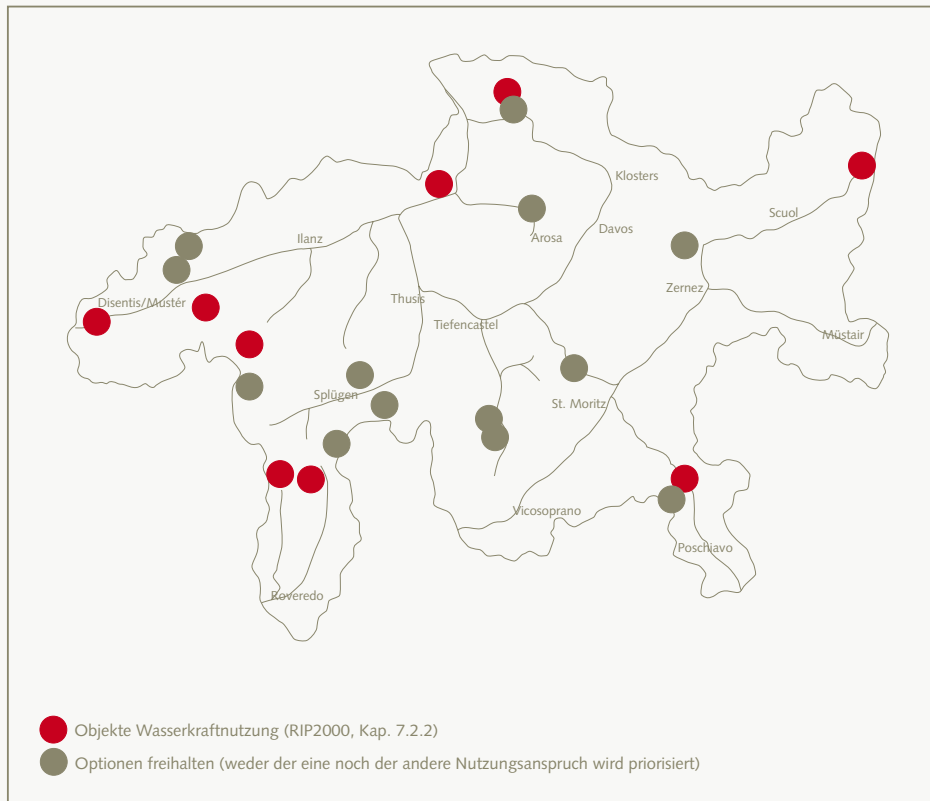 Klosters
Scuol
Davos
Ilanz
Arosa
Zernez
Disentis/Mustér
Thusis
Tiefencastel
Müstair
Splügen
St. Moritz
Vicosoprano
Poschiavo
Roveredo
Objekte Wasserkraftnutzung (RIP2000, Kap. 7.2.2)
Optionen freihalten (weder der eine noch der andere Nutzungsanspruch wird priorisiert)